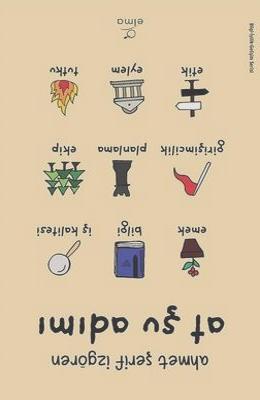 ahmet şerif izgören
at şu adımı
emek bilgi iş kalitesi
girişimcilik planlama ekip
etik eylem tutku
elma